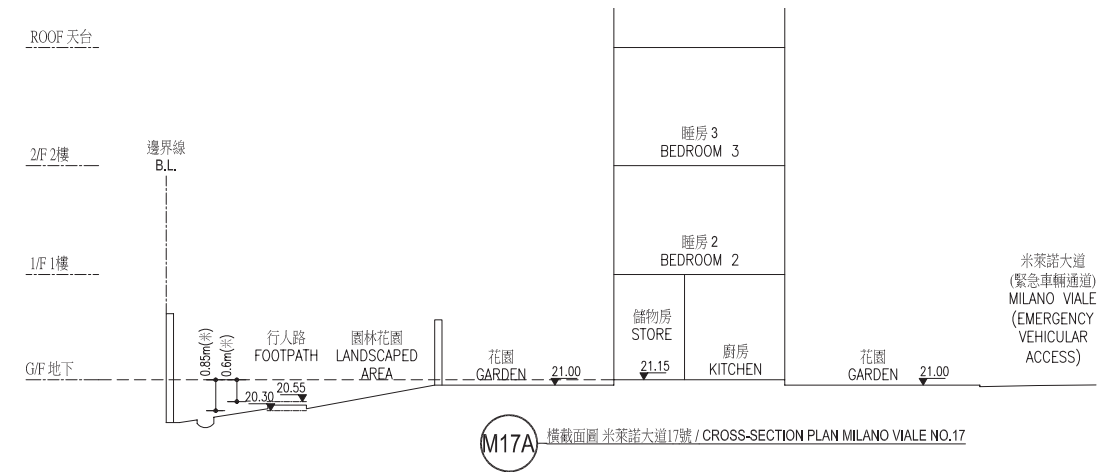 ROOF 天台
2/F 2樓
邊界線
B.L.
睡房 3
BEDROOM 3
1/F 1樓
睡房 2
BEDROOM 2
米萊諾大道
(緊急車輛通道)
MILANO VIALE
(EMERGENCY
VEHICULAR
ACCESS)
儲物房
STORE
廚房
KITCHEN
0.85m(米)
0.6m(米)
行人路
FOOTPATH
園林花園
LANDSCAPED
AREA
G/F 地下
花園
GARDEN
21.00
21.15
花園
GARDEN
21.00
20.55
20.30
M17A
橫截面圖 米萊諾大道17號 / CROSS-SECTION PLAN MILANO VIALE NO.17